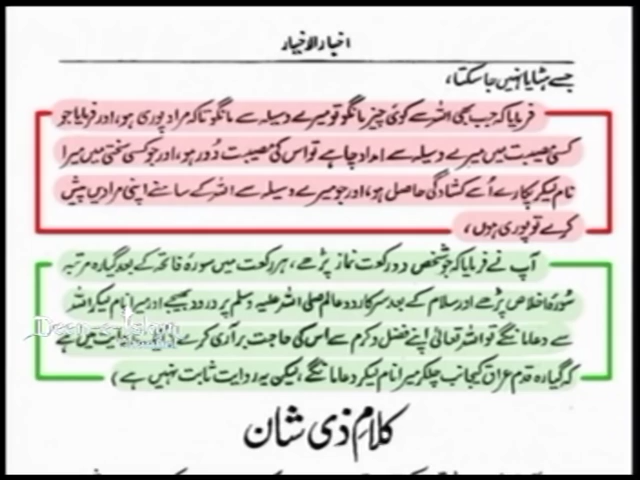 اخبار الاخیار
جسے ہٹایا نہیں جا سکتا،
فرمایا کہ جب بھی اللہ سے کوئی چیز مانگو تو میرے وسیلہ سے مانگو تاکہ مراد پوری ہو، اور فرمایا جو
کسی مصیبت میں میرے وسیلہ سے امداد چاہے تو اس کی مصیبت دُور ہو، اور جو کسی سختی میں میرا
نام لیکر پکارے اُسے کشادگی حاصل ہو، اور جو میرے وسیلہ سے اللہ کے سامنے اپنی مرادیں پیش
کرے تو پوری ہوں،
آپ نے فرمایا کہ جو شخص دو رکعت نماز پڑھے، ہر رکعت میں سورۂ فاتحہ کے بعد گیارہ مرتبہ
سورۂ اخلاص پڑھے اور سلام کے بعد سرکار دو عالم صلی اللہ علیہ وسلم پر درود بھیجے اور میرا نام لیکر اللہ
سے دعا مانگے تو اللہ تعالیٰ اپنے فضل و کرم سے اس کی حاجت برآری کرے میں ہے
کہ گیارہ قدم عراق کی جانب چلکر میرا نام لیکر دعا مانگے، لیکن یہ روایت ثابت نہیں ہے)
Deen-e-Islam
کلامِ ذی شان